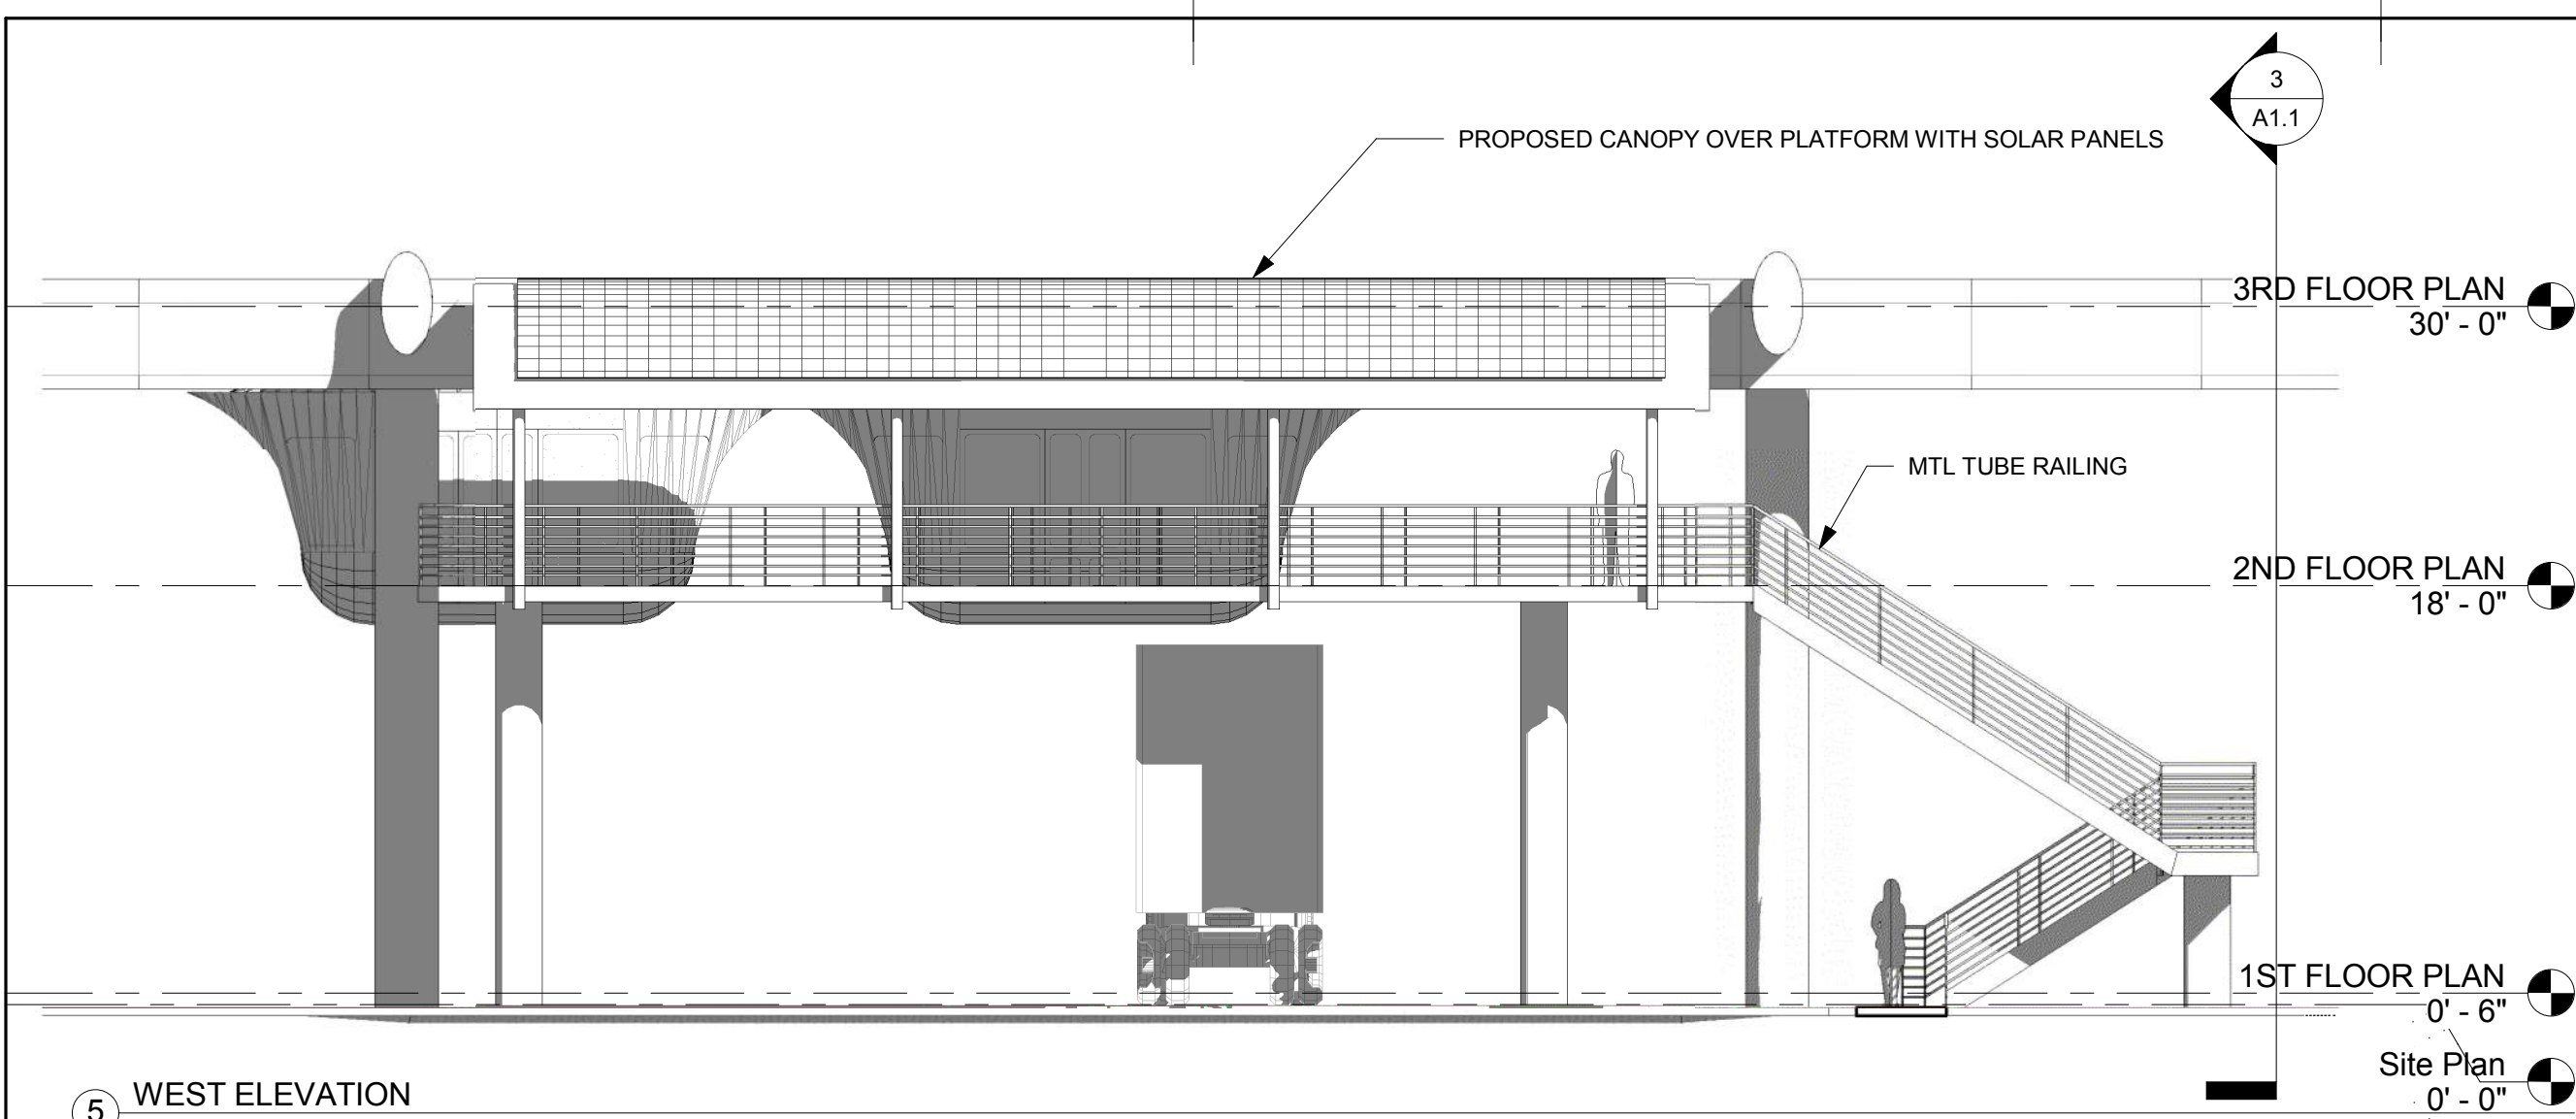 3
A1.1
PROPOSED CANOPY OVER PLATFORM WITH SOLAR PANELS
3RD FLOOR PLAN
30' - 0"
MTL TUBE RAILING
2ND FLOOR PLAN
18' - 0"
1ST FLOOR PLAN
0' - 6"
Site Plan
0' - 0"
5
WEST ELEVATION